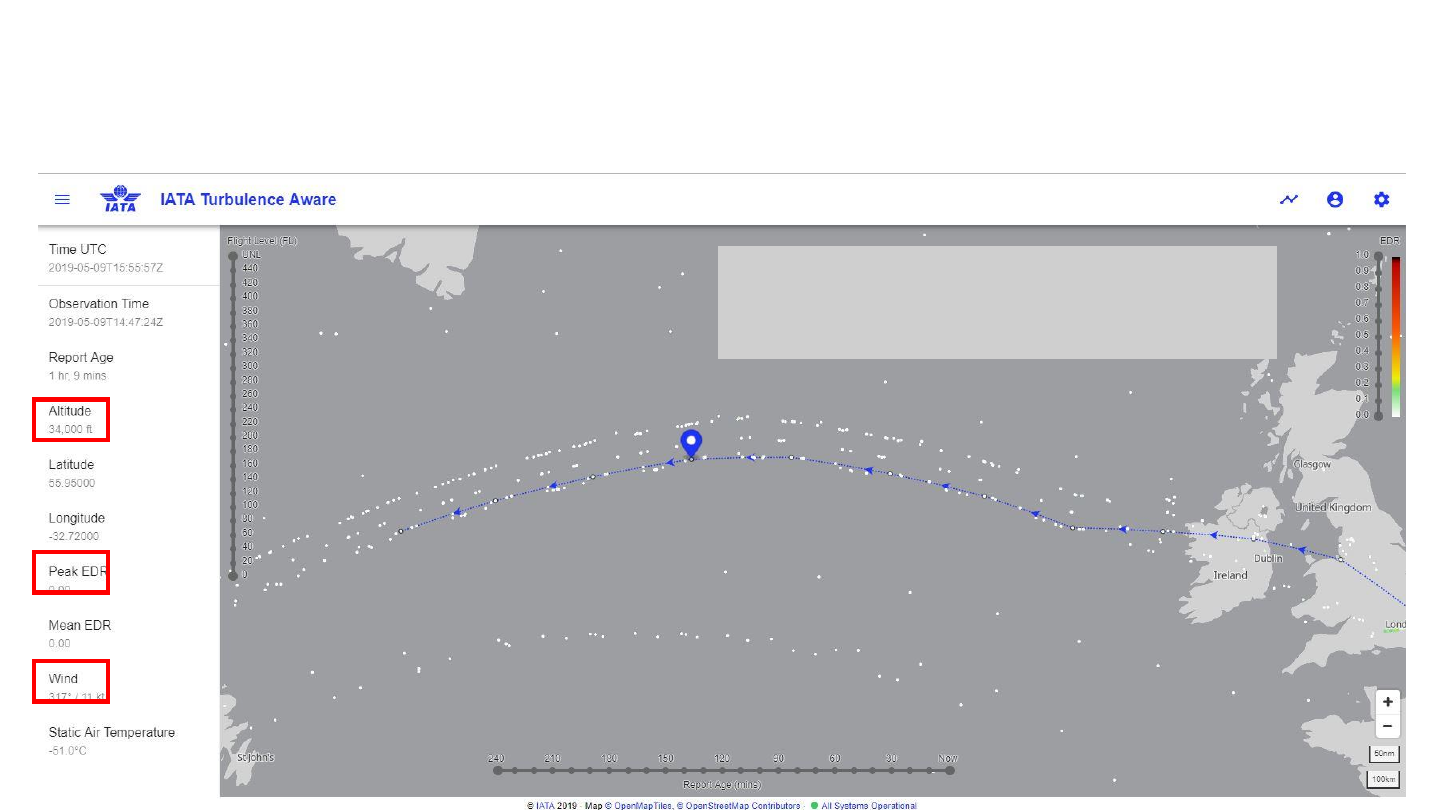 IATA
IATA Turbulence Aware
Time UTC
2019-05-09T15:55:57Z
Observation Time
2019-05-09T14:47:24Z
Report Age
1 hr, 9 mins
Altitude
34,000 ft
Latitude
55.95000
Longitude
-32.72000
Peak EDR
0.00
Mean EDR
0.00
Wind
317° / 11 kt
Static Air Temperature
-51.0°C
Flight Level (FL)
UNL
440
420
400
380
360
340
320
300
280
260
240
220
200
180
160
140
120
100
80
60
40
20
0
EDR
1.0
0.9
0.8
0.7
0.6
0.5
0.4
0.3
0.2
0.1
0.0
Glasgow
United Kingdom
Dublin
Ireland
Lond
St John's
240 210 180 150 120 90 60 30 Now
Report Age (mins)
+
−
50nm
100km
© IATA 2019 - Map © OpenMapTiles, © OpenStreetMap Contributors - All Systems Operational